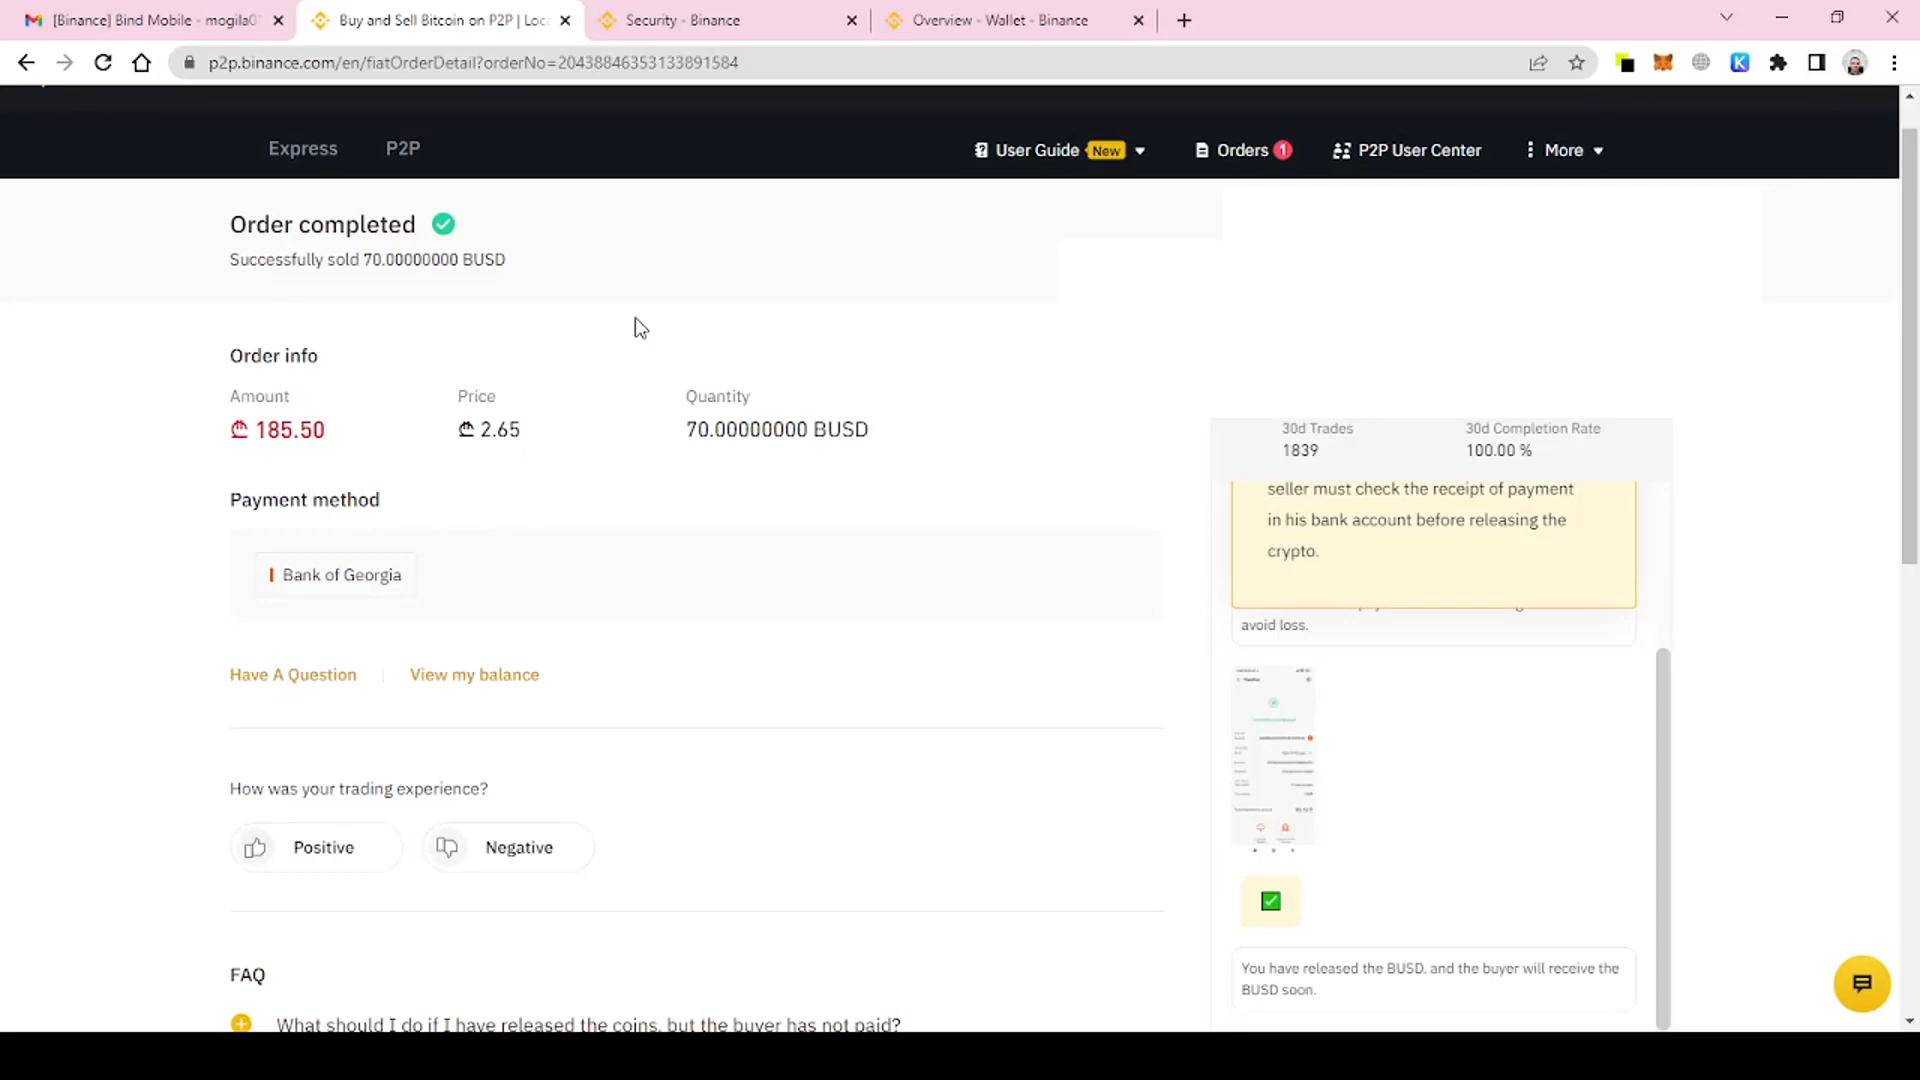 [Binance] Bind Mobile - mogila0
Buy and Sell Bitcoin on P2P | Loc
Security - Binance
Overview - Wallet - Binance
p2p.binance.com/en/fiatOrderDetail?orderNo=20438846353133891584
Express
P2P
User Guide New
Orders 1
P2P User Center
More
Order completed
Successfully sold 70.00000000 BUSD
Order info
Amount
Price
Quantity
₾ 185.50
₾ 2.65
70.00000000 BUSD
Payment method
Bank of Georgia
Have A Question
View my balance
How was your trading experience?
Positive
Negative
FAQ
What should I do if I have released the coins, but the buyer has not paid?
30d Trades
30d Completion Rate
1839
100.00 %
seller must check the receipt of payment
in his bank account before releasing the
crypto.
avoid loss.
You have released the BUSD, and the buyer will receive the
BUSD soon.